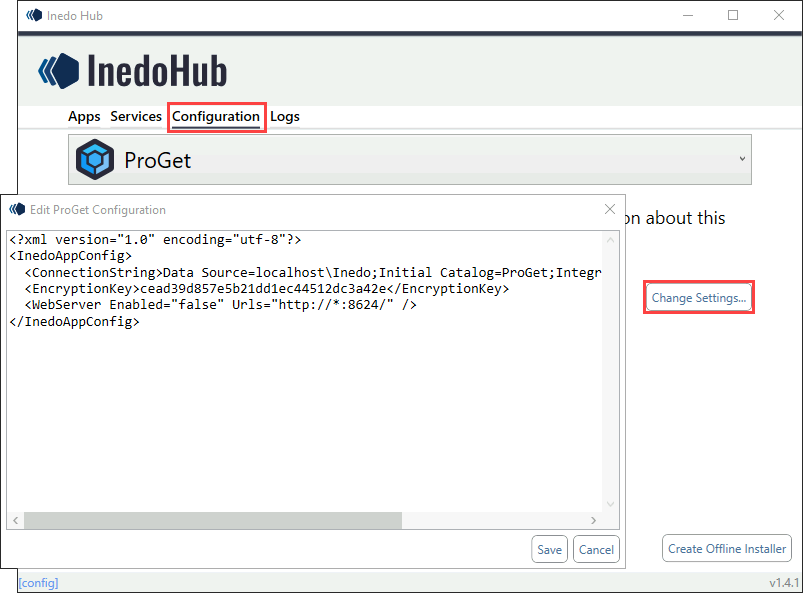 Inedo Hub
InedoHub
Apps Services Configuration Logs
ProGet
on about this
Change Settings...
Edit ProGet Configuration
<?xml version="1.0" encoding="utf-8"?>
<InedoAppConfig>
<ConnectionString>Data Source=localhost\Inedo;Initial Catalog=ProGet;Integr
<EncryptionKey>cead39d857e5b21dd1ec44512dc3a42e</EncryptionKey>
<WebServer Enabled="false" Urls="http://*:8624/" />
</InedoAppConfig>
Save Cancel
Create Offline Installer
[config] v1.4.1